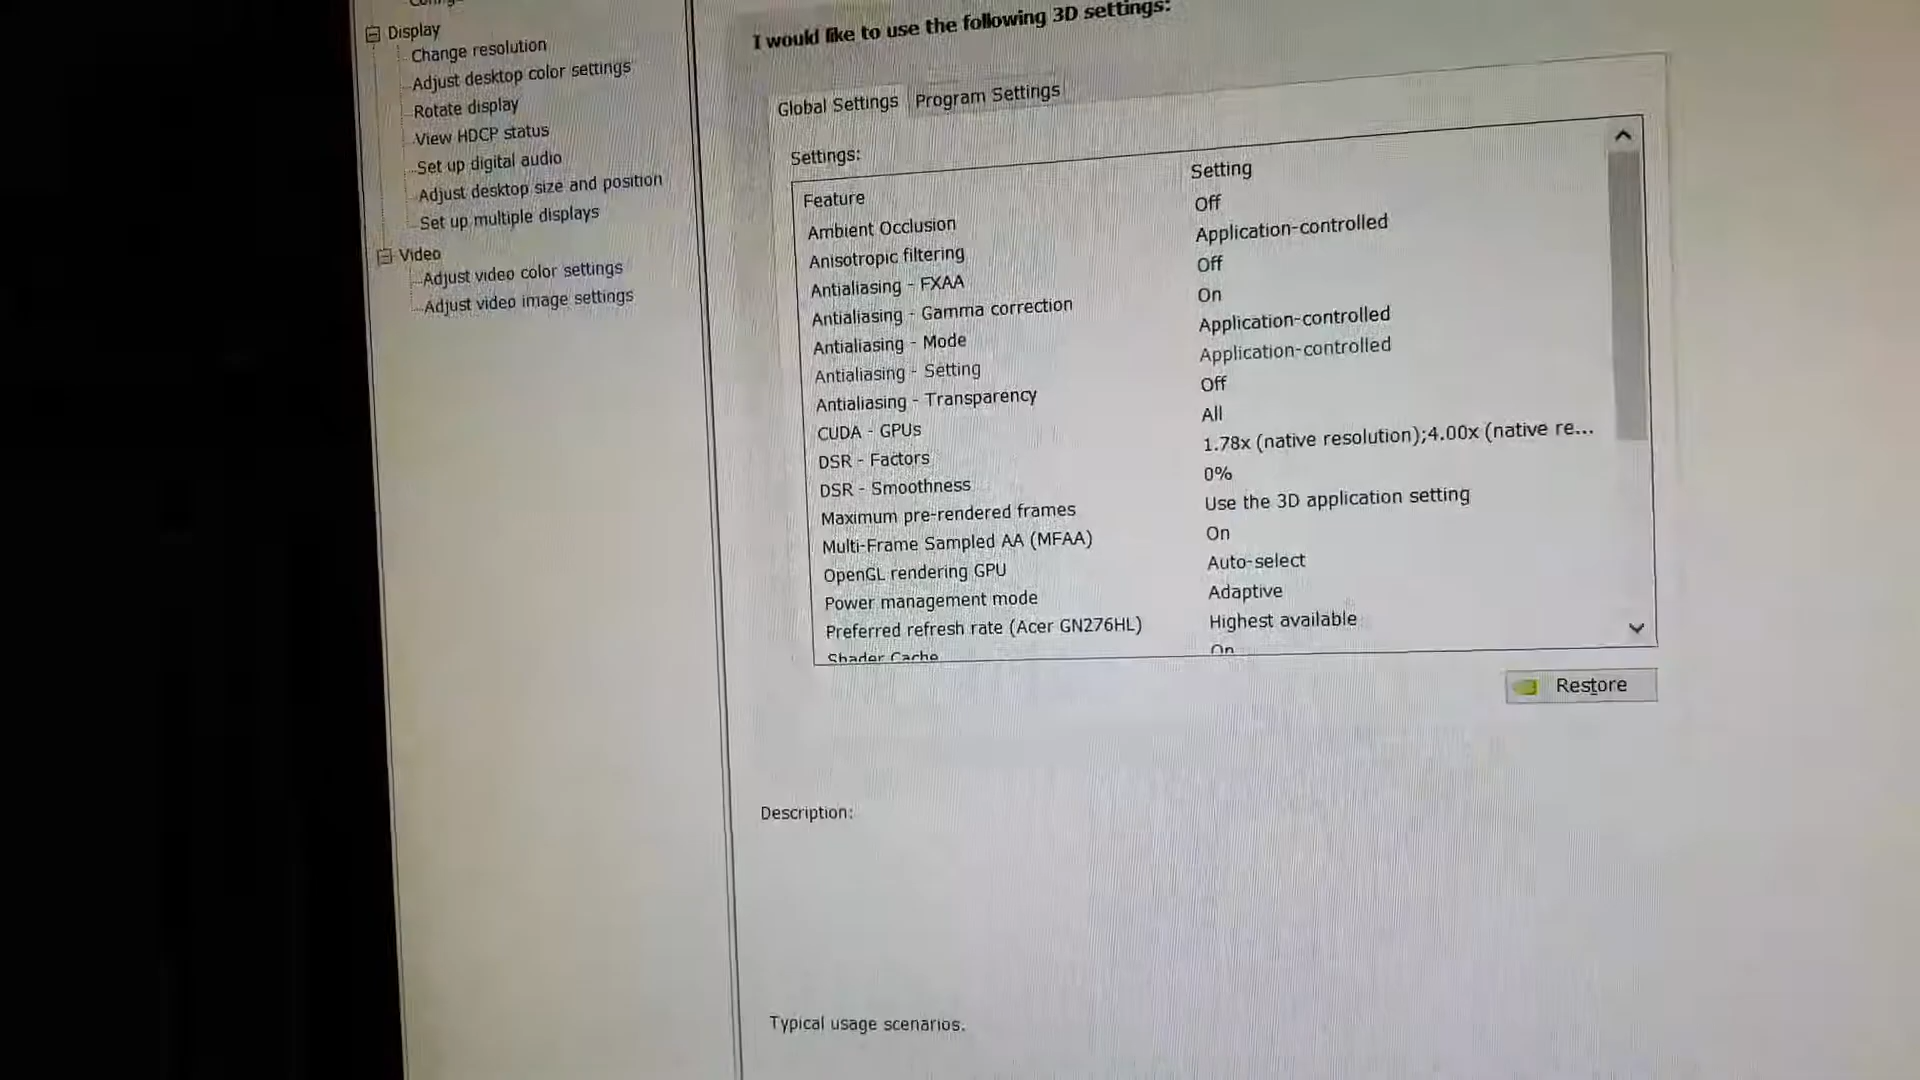 Display
Change resolution
Adjust desktop color settings
Rotate display
View HDCP status
Set up digital audio
Adjust desktop size and position
Set up multiple displays
Video
Adjust video color settings
Adjust video image settings
I would like to use the following 3D settings:
Global Settings Program Settings
Settings:
Feature Setting
Ambient Occlusion Off
Anisotropic filtering Application-controlled
Antialiasing - FXAA Off
Antialiasing - Gamma correction On
Antialiasing - Mode Application-controlled
Antialiasing - Setting Application-controlled
Antialiasing - Transparency Off
CUDA - GPUs All
DSR - Factors 1.78x (native resolution);4.00x (native re...
DSR - Smoothness 0%
Maximum pre-rendered frames Use the 3D application setting
Multi-Frame Sampled AA (MFAA) On
OpenGL rendering GPU Auto-select
Power management mode Adaptive
Preferred refresh rate (Acer GN276HL) Highest available
Shader Cache On
Restore
Description:
Typical usage scenarios: